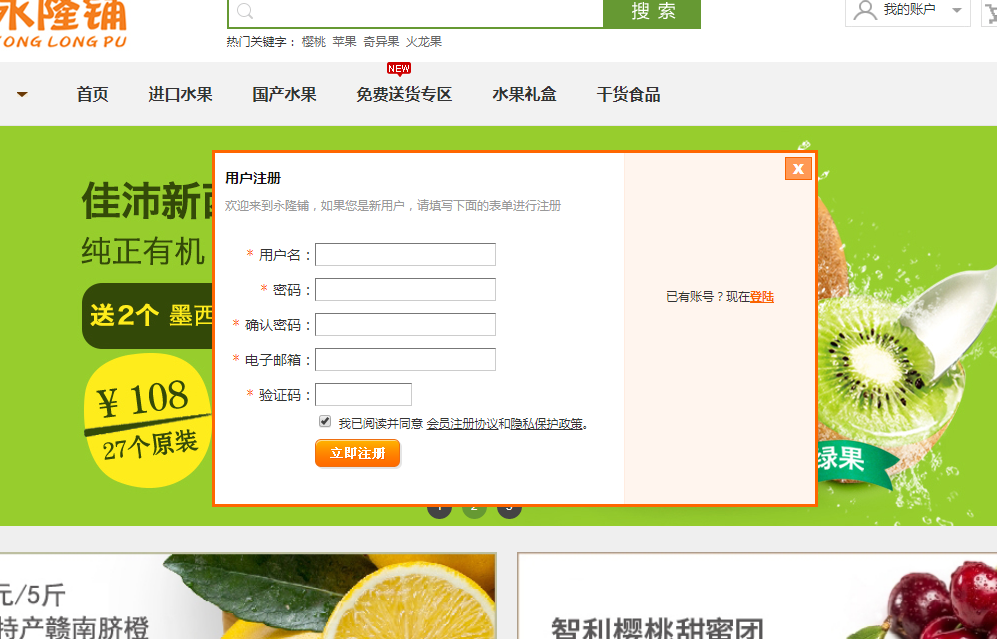 永隆铺
YONG LONG PU
搜 索
我的账户
热门关键字： 樱桃 苹果 奇异果 火龙果
NEW
首页 进口水果 国产水果 免费送货专区 水果礼盒 干货食品
佳沛新西
纯正有机
送2个 墨西
¥ 108
27个原装
用户注册
x
欢迎来到永隆铺，如果您是新用户，请填写下面的表单进行注册
* 用户名：
* 密码：
* 确认密码：
* 电子邮箱：
* 验证码：
我已阅读并同意 会员注册协议和隐私保护政策。
立即注册
已有账号？现在登陆
绿果
1 2 3
元/5斤
特产赣南脐橙
智利樱桃甜蜜团